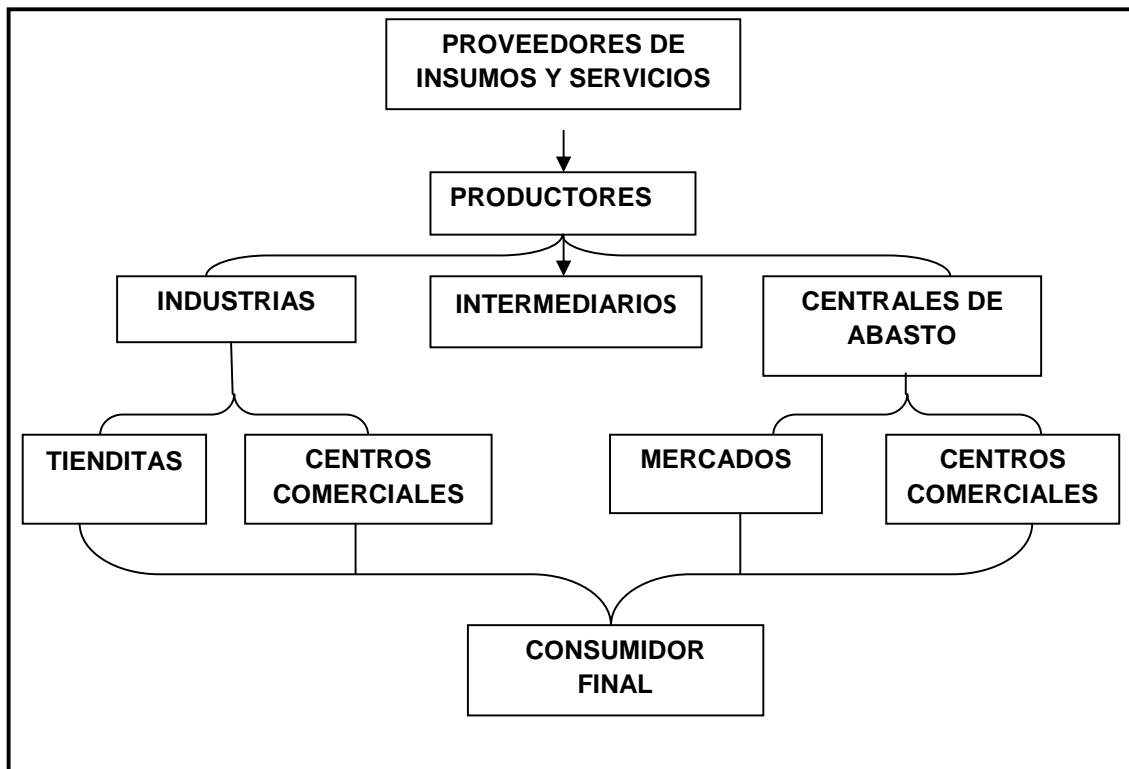 PROVEEDORES DE
INSUMOS Y SERVICIOS
PRODUCTORES
INDUSTRIAS
INTERMEDIARIOS
CENTRALES DE
ABASTO
TIENDITAS
CENTROS
COMERCIALES
MERCADOS
CENTROS
COMERCIALES
CONSUMIDOR
FINAL